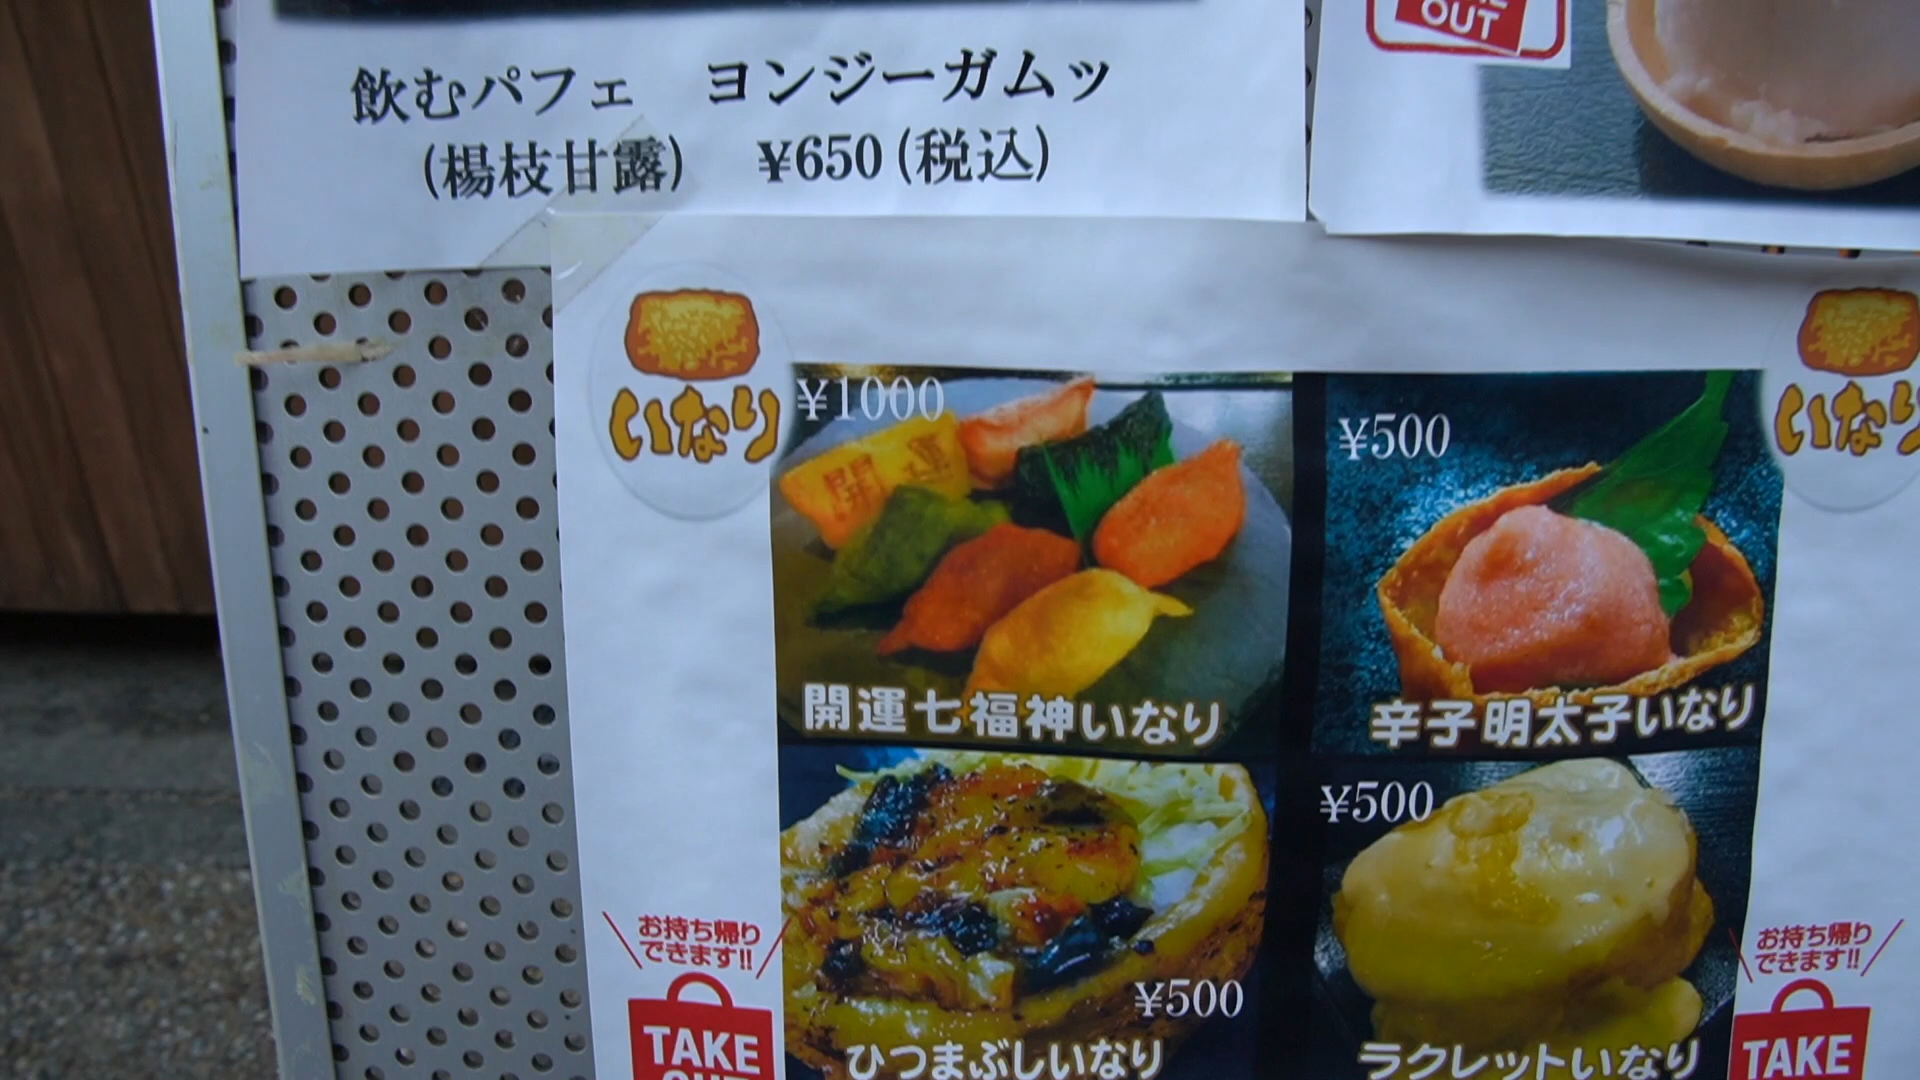 OUT
飲むパフェ　ヨンジーガムッ
(楊枝甘露)　¥650(税込)
いなり
¥1000
開運七福神いなり
¥500
辛子明太子いなり
いなり
¥500
ひつまぶしいなり
¥500
ラクレットいなり
お持ち帰り
できます!!
TAKE
OUT
お持ち帰り
できます!!
TAKE